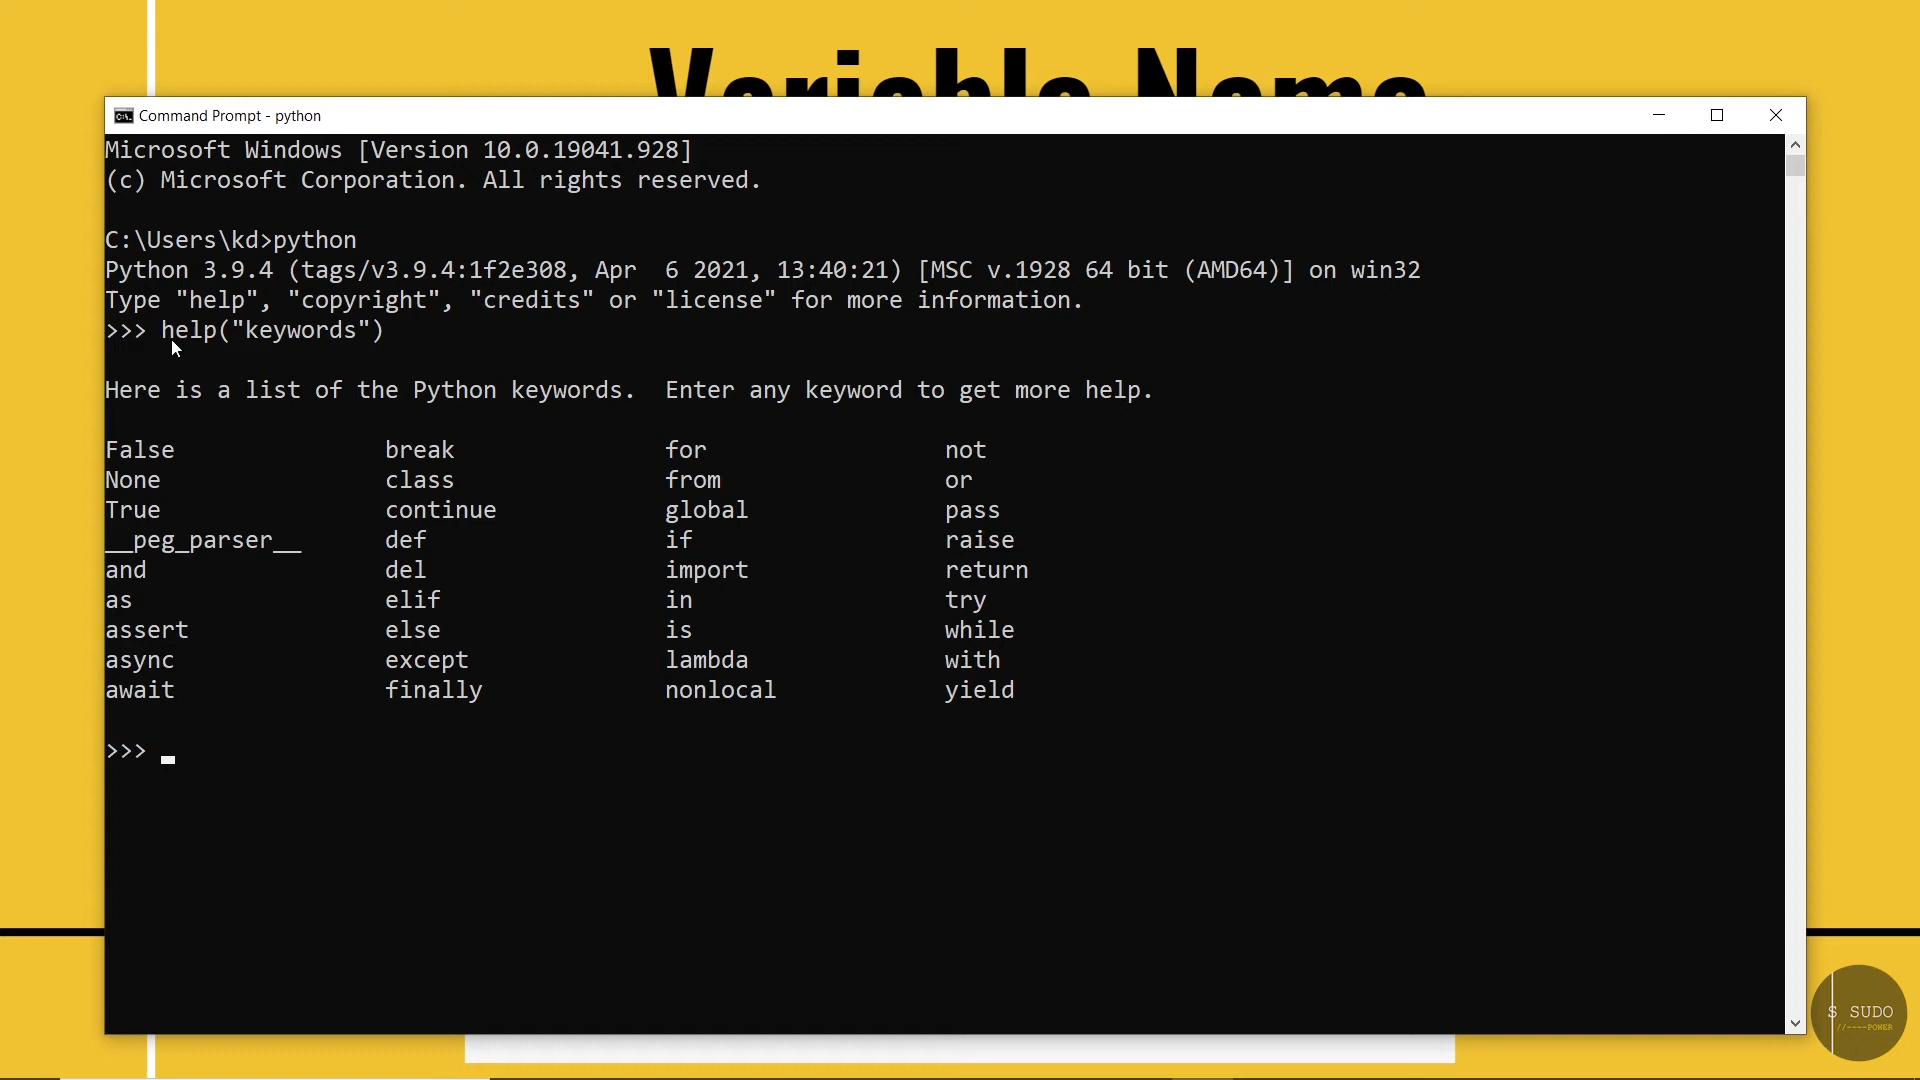 Variable Name
Command Prompt - python
Microsoft Windows [Version 10.0.19041.928]
(c) Microsoft Corporation. All rights reserved.
C:\Users\kd>python
Python 3.9.4 (tags/v3.9.4:1f2e308, Apr  6 2021, 13:40:21) [MSC v.1928 64 bit (AMD64)] on win32
Type "help", "copyright", "credits" or "license" for more information.
>>> help("keywords")
Here is a list of the Python keywords.  Enter any keyword to get more help.
False break for not
None class from or
True continue global pass
__peg_parser__ def if raise
and del import return
as elif in try
assert else is while
async except lambda with
await finally nonlocal yield
>>>
$ SUDO
//----POWER